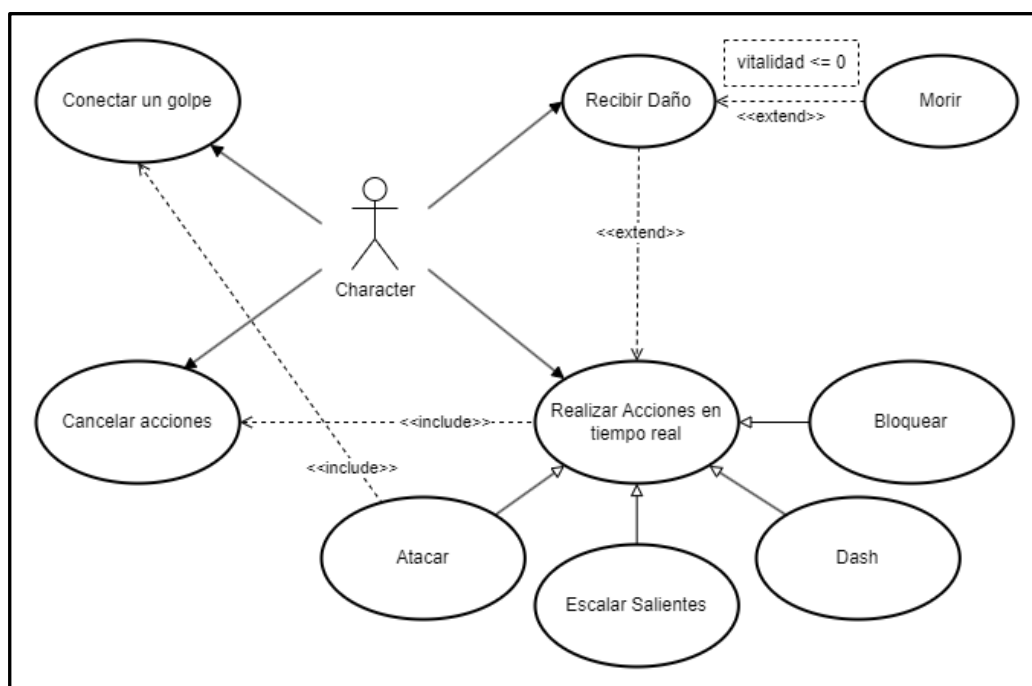 Conectar un golpe
Recibir Daño
vitalidad <= 0
<<extend>>
Morir
<<extend>>
Character
Cancelar acciones
<<include>>
Realizar Acciones en
tiempo real
Bloquear
<<include>>
Atacar
Escalar Salientes
Dash